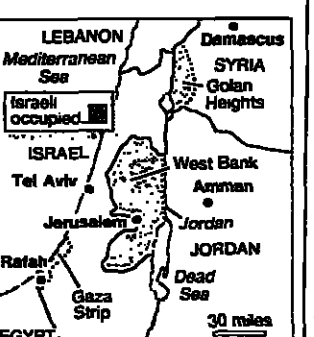 LEBANON
Damascus
Mediterranean
Sea
SYRIA
Golan
Heights
Israeli
occupied
ISRAEL
West Bank
Tel Aviv
Amman
Jerusalem
Jordan
JORDAN
Rafah
Dead
Sea
Gaza
Strip
30 miles
EGYPT